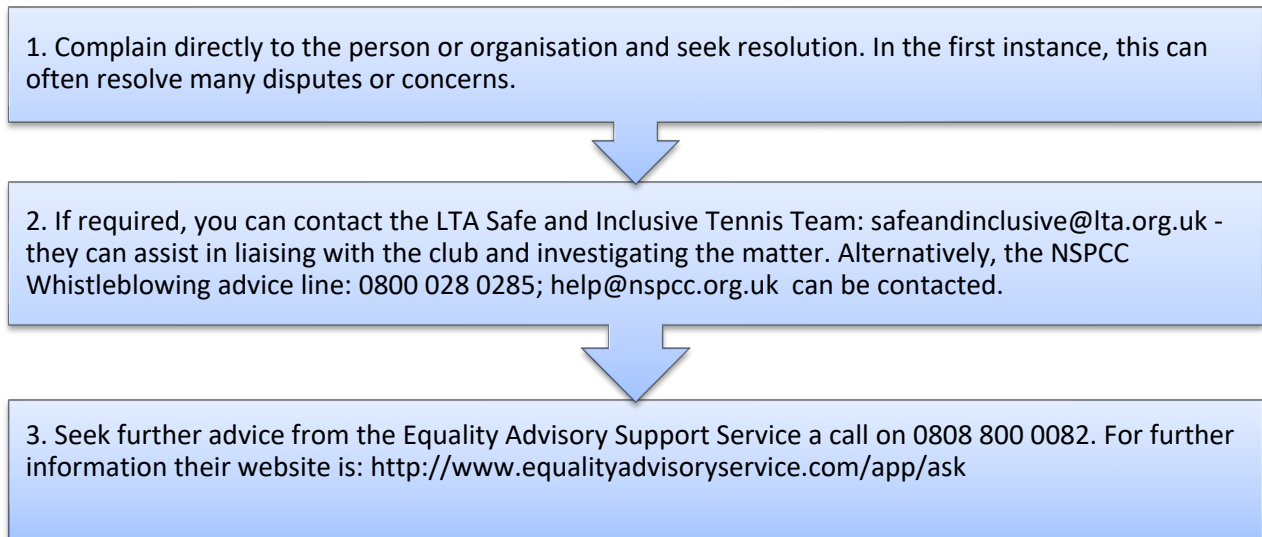 1. Complain directly to the person or organisation and seek resolution. In the first instance, this can
often resolve many disputes or concerns.
2. If required, you can contact the LTA Safe and Inclusive Tennis Team: safeandinclusive@lta.org.uk -
they can assist in liaising with the club and investigating the matter. Alternatively, the NSPCC
Whistleblowing advice line: 0800 028 0285; help@nspcc.org.uk  can be contacted.
3. Seek further advice from the Equality Advisory Support Service a call on 0808 800 0082. For further
information their website is: http://www.equalityadvisoryservice.com/app/ask